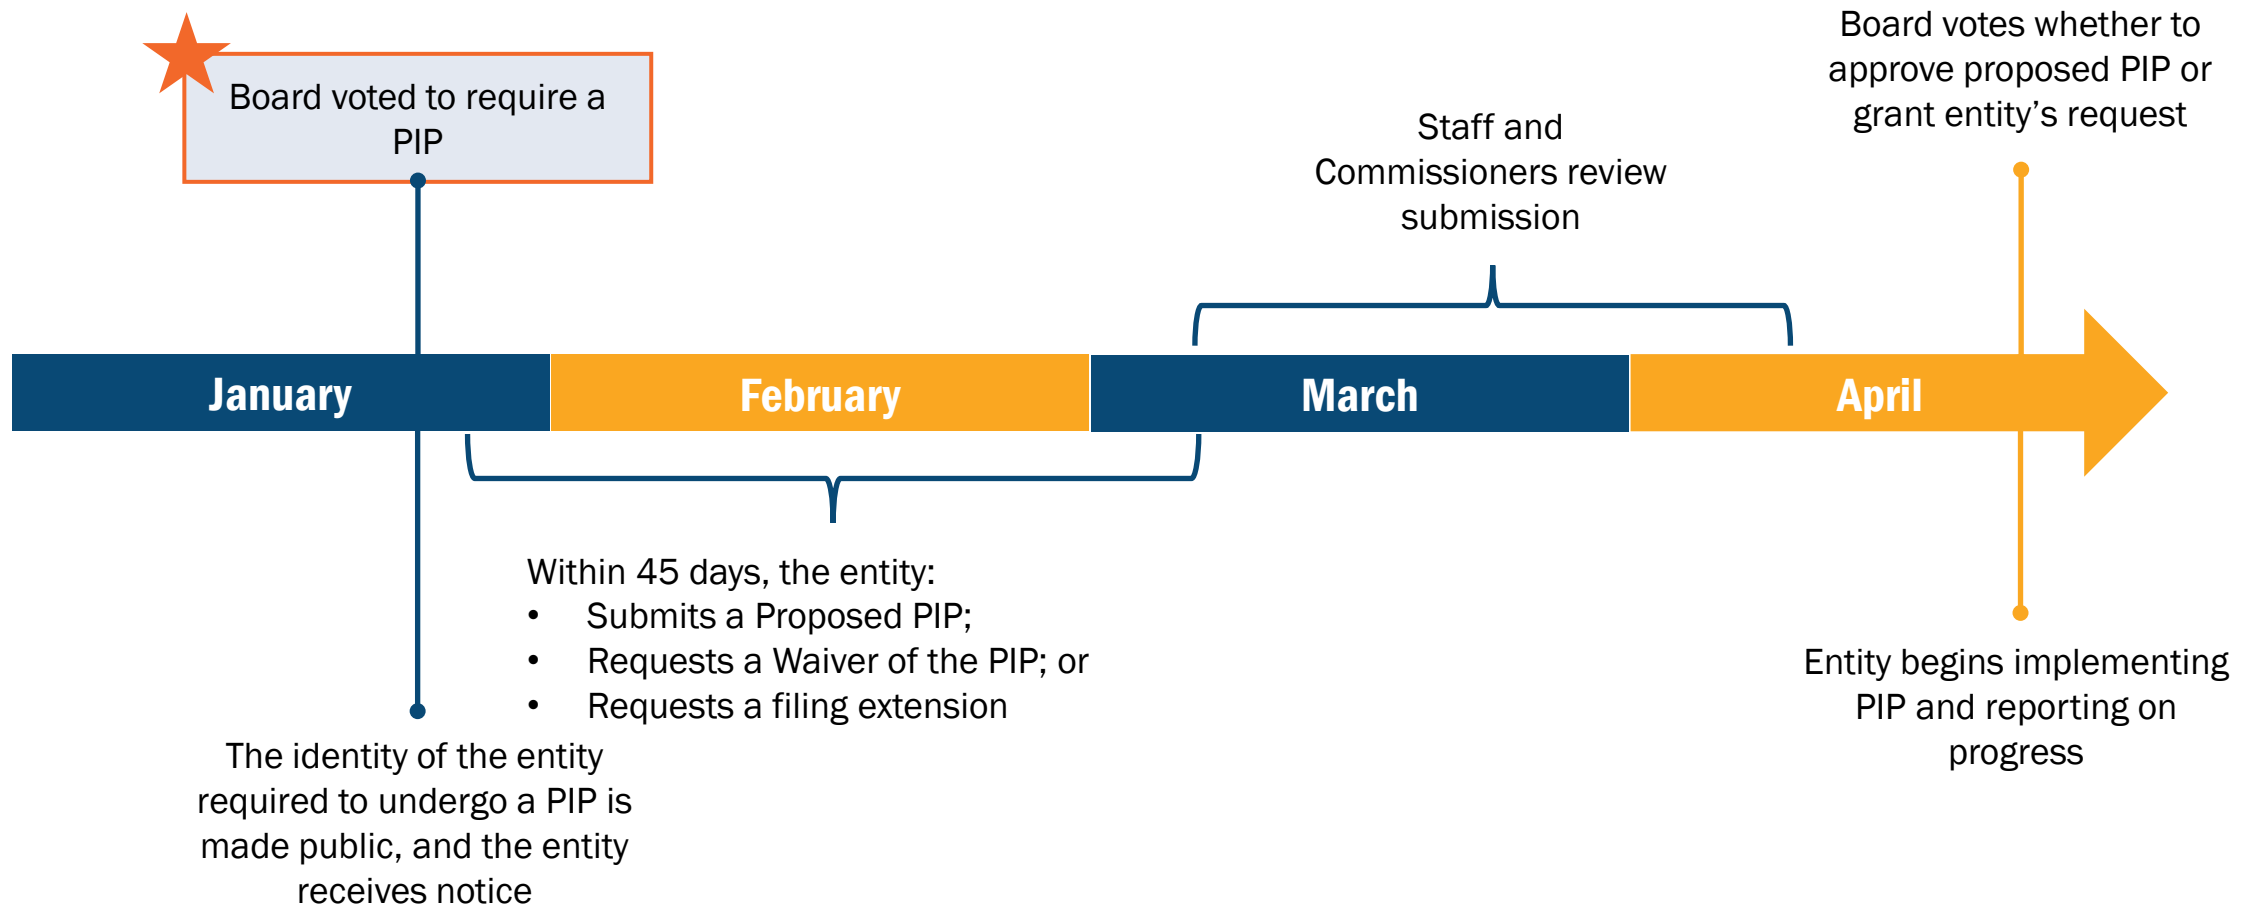 Board voted to require a
PIP
Staff and
Commissioners review
submission
Board votes whether to
approve proposed PIP or
grant entity’s request
January
February
March
April
Within 45 days, the entity:
• Submits a Proposed PIP;
• Requests a Waiver of the PIP; or
• Requests a filing extension
The identity of the entity
required to undergo a PIP is
made public, and the entity
receives notice
Entity begins implementing
PIP and reporting on
progress